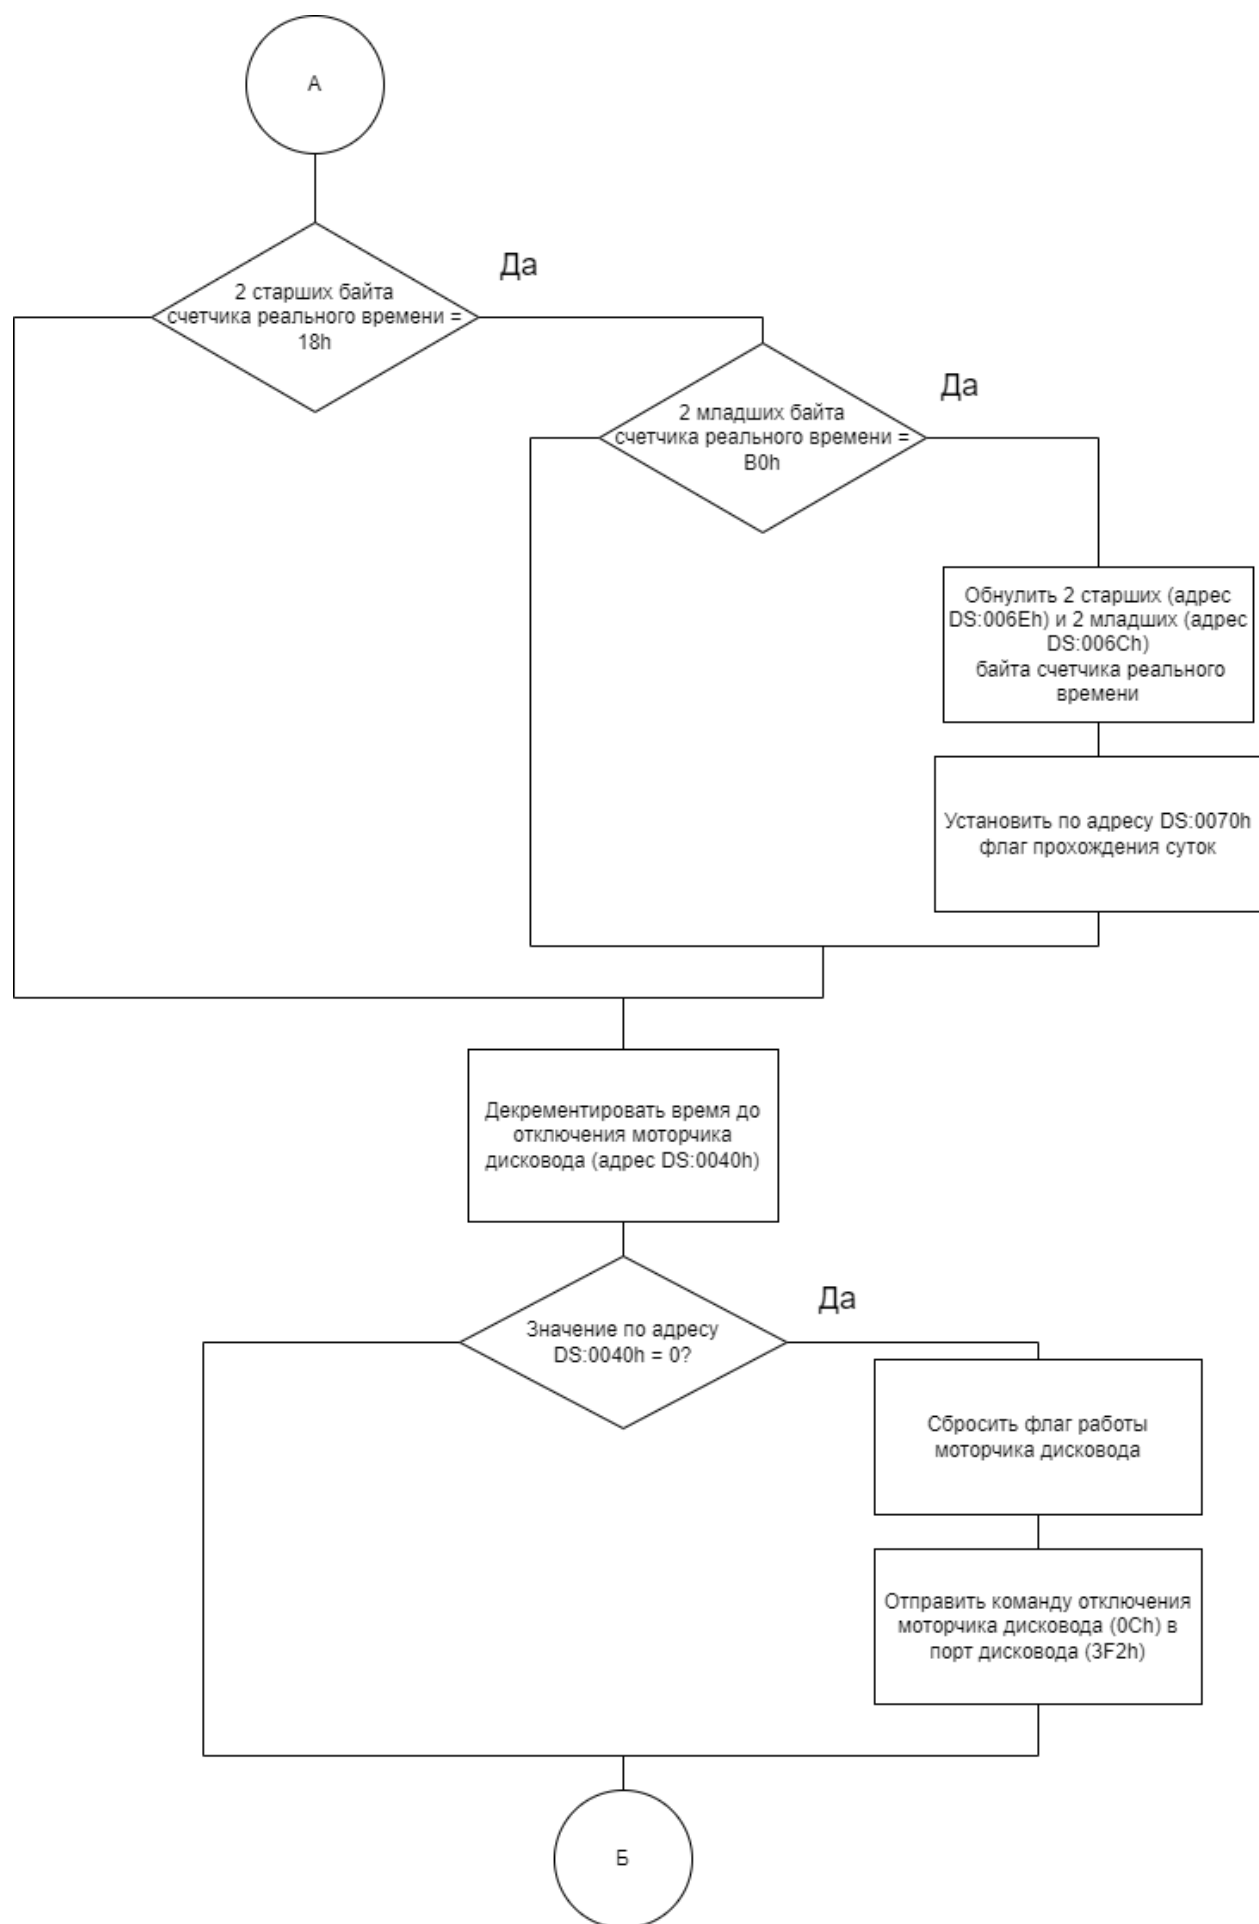 А
Да
2 старших байта
счетчика реального времени =
18h
Да
2 младших байта
счетчика реального времени =
B0h
Обнулить 2 старших (адрес
DS:006Eh) и 2 младших (адрес
DS:006Ch)
байта счетчика реального
времени
Установить по адресу DS:0070h
флаг прохождения суток
Декрементировать время до
отключения моторчика
дисковода (адрес DS:0040h)
Да
Значение по адресу
DS:0040h = 0?
Сбросить флаг работы
моторчика дисковода
Отправить команду отключения
моторчика дисковода (0Ch) в
порт дисковода (3F2h)
Б